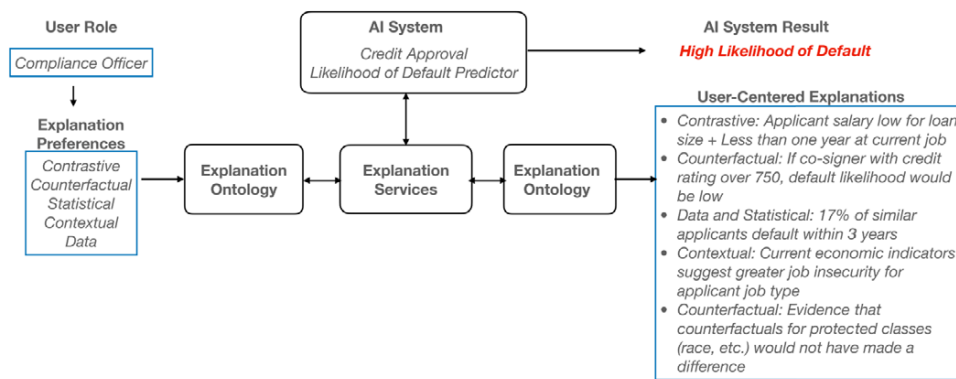 User Role
Compliance Officer
Explanation
Preferences
Contrastive
Counterfactual
Statistical
Contextual
Data
Explanation
Ontology
AI System
Credit Approval
Likelihood of Default Predictor
Explanation
Services
Explanation
Ontology
AI System Result
High Likelihood of Default
User-Centered Explanations
• Contrastive: Applicant salary low for loan
size + Less than one year at current job
• Counterfactual: If co-signer with credit
rating over 750, default likelihood would
be low
• Data and Statistical: 17% of similar
applicants default within 3 years
• Contextual: Current economic indicators
suggest greater job insecurity for
applicant job type
• Counterfactual: Evidence that
counterfactuals for protected classes
(race, etc.) would not have made a
difference